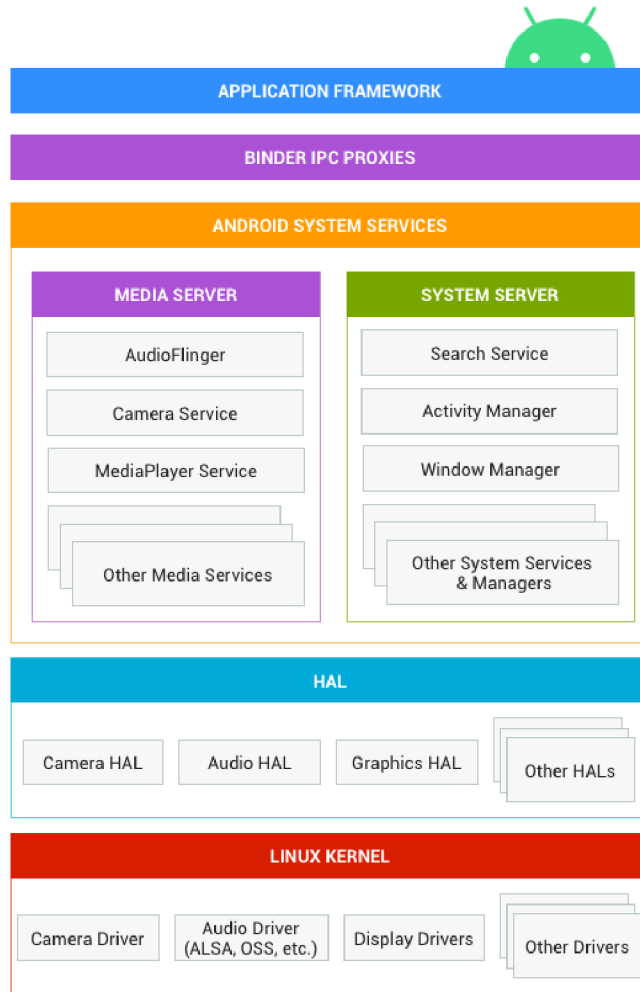 APPLICATION FRAMEWORK
BINDER IPC PROXIES
ANDROID SYSTEM SERVICES
MEDIA SERVER
AudioFlinger
Camera Service
MediaPlayer Service
Other Media Services
SYSTEM SERVER
Search Service
Activity Manager
Window Manager
Other System Services
& Managers
HAL
Camera HAL
Audio HAL
Graphics HAL
Other HALs
LINUX KERNEL
Camera Driver
Audio Driver
(ALSA, OSS, etc.)
Display Drivers
Other Drivers